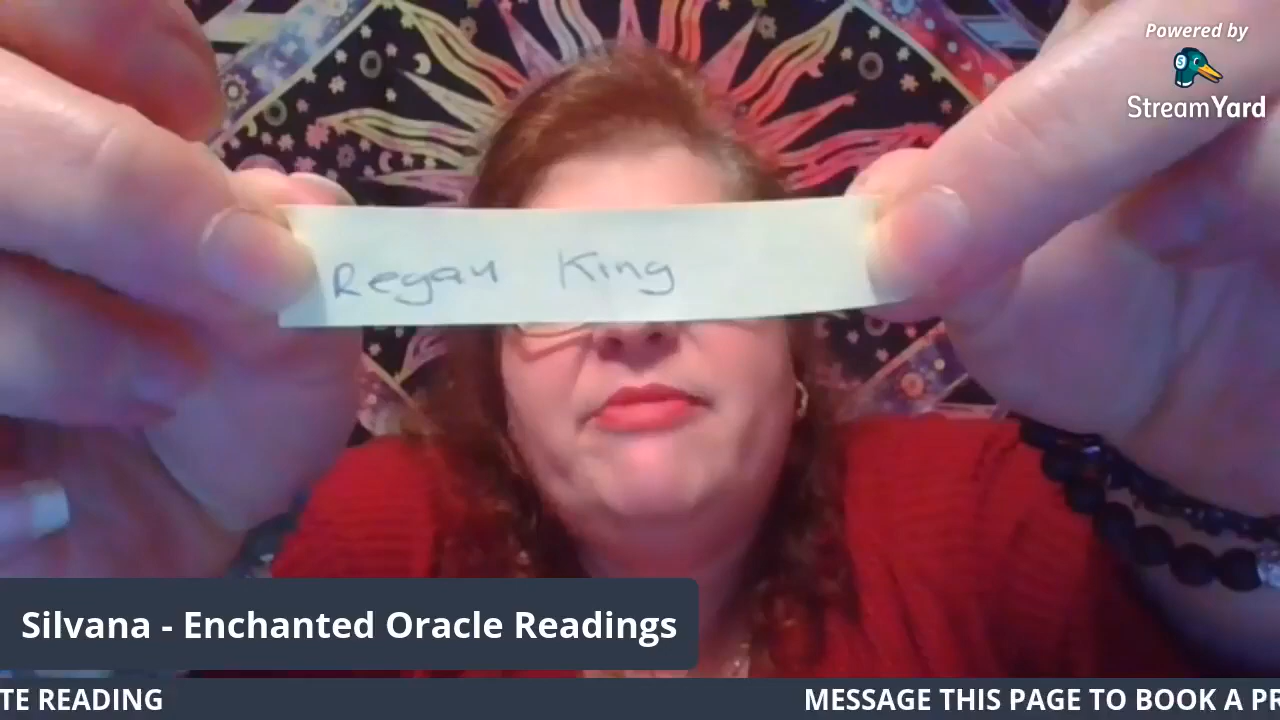 Powered by
StreamYard
Regan King
Silvana - Enchanted Oracle Readings
TE READING MESSAGE THIS PAGE TO BOOK A PR